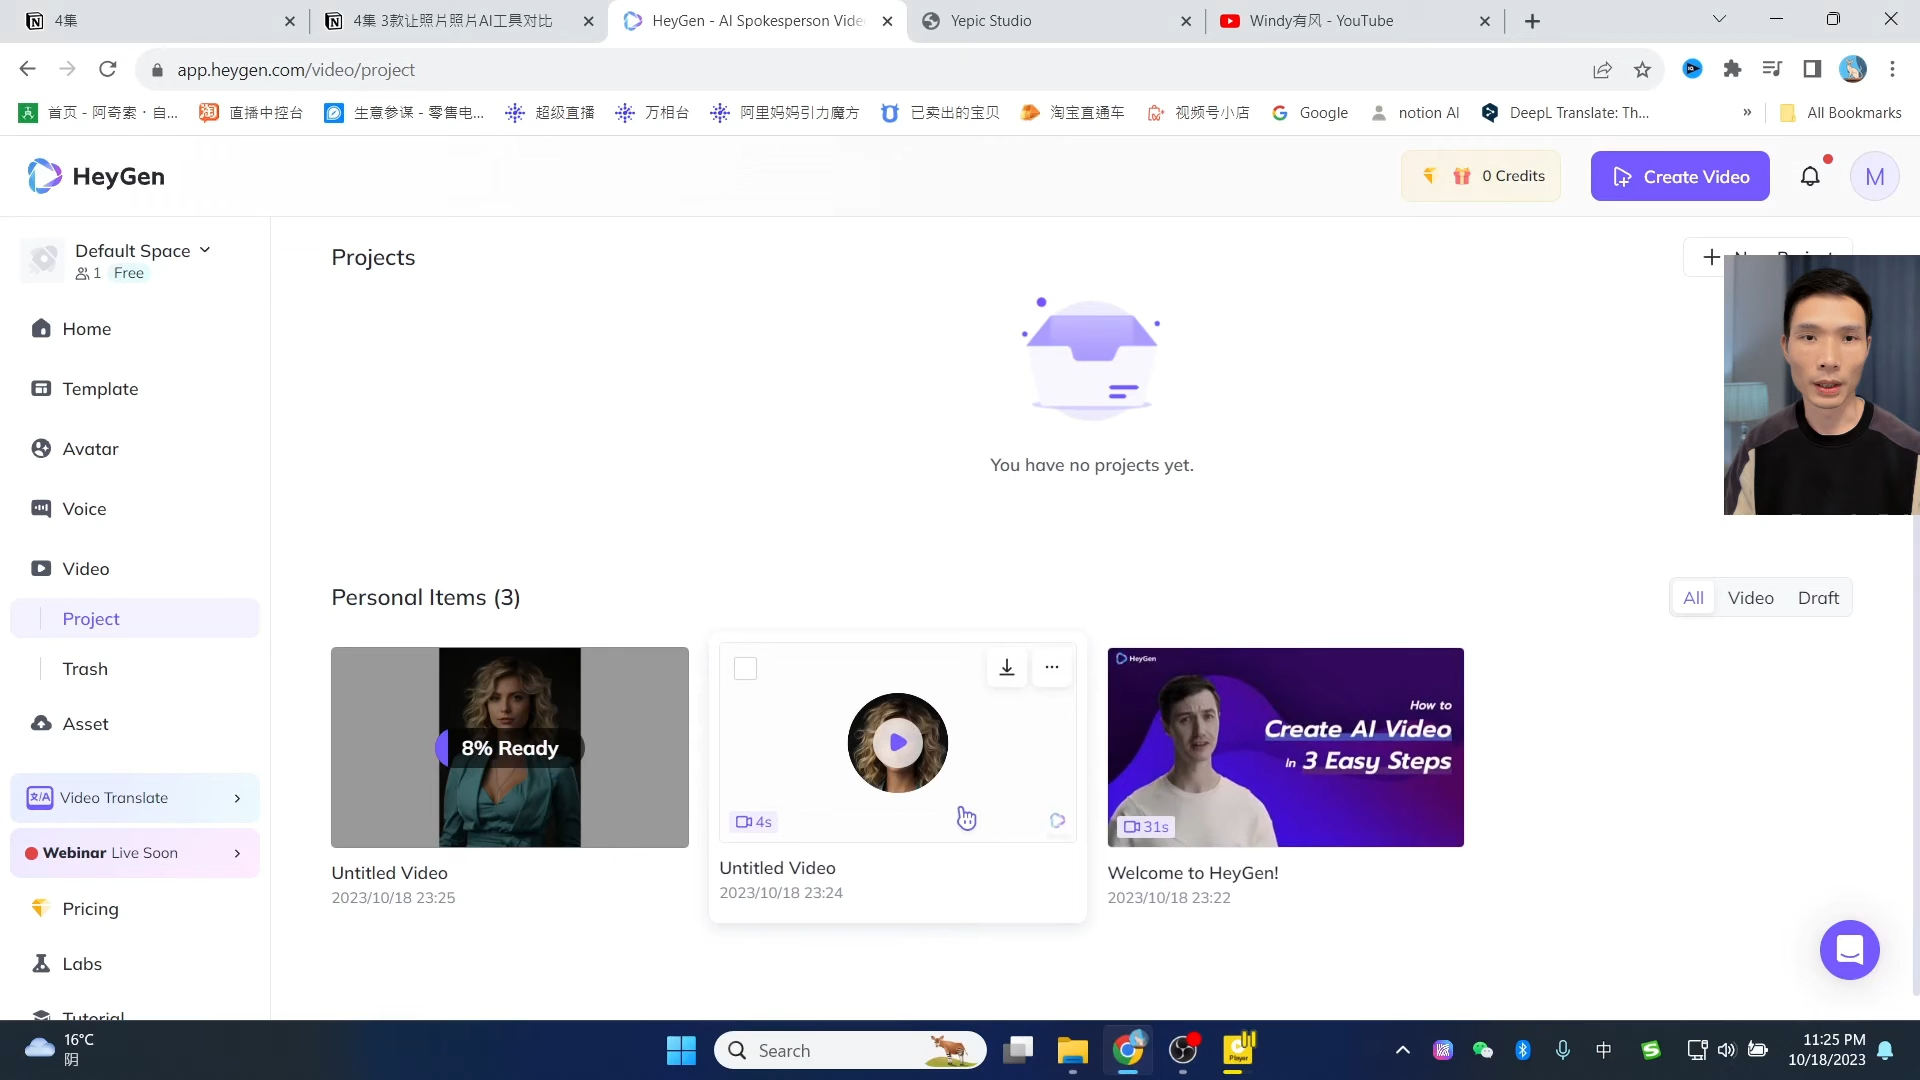 4集
4集 3款让照片照片AI工具对比
HeyGen - AI Spokesperson Vide
Yepic Studio
Windy有风 - YouTube
app.heygen.com/video/project
首页 - 阿奇索 · 自...
直播中控台
生意参谋 - 零售电...
超级直播
万相台
阿里妈妈引力魔方
已卖出的宝贝
淘宝直通车
视频号小店
Google
notion AI
DeepL Translate: Th...
»
All Bookmarks
HeyGen
0 Credits
Create Video
M
Default Space
1 Free
Home
Template
Avatar
Voice
Video
Project
Trash
Asset
Video Translate
Webinar Live Soon
Pricing
Labs
Tutorial
Projects
You have no projects yet.
Personal Items (3)
All
Video
Draft
8% Ready
Untitled Video
2023/10/18 23:25
4s
Untitled Video
2023/10/18 23:24
HeyGen
How to
Create AI Video
In 3 Easy Steps
31s
Welcome to HeyGen!
2023/10/18 23:22
16°C
阴
Search
Player
中
11:25 PM
10/18/2023